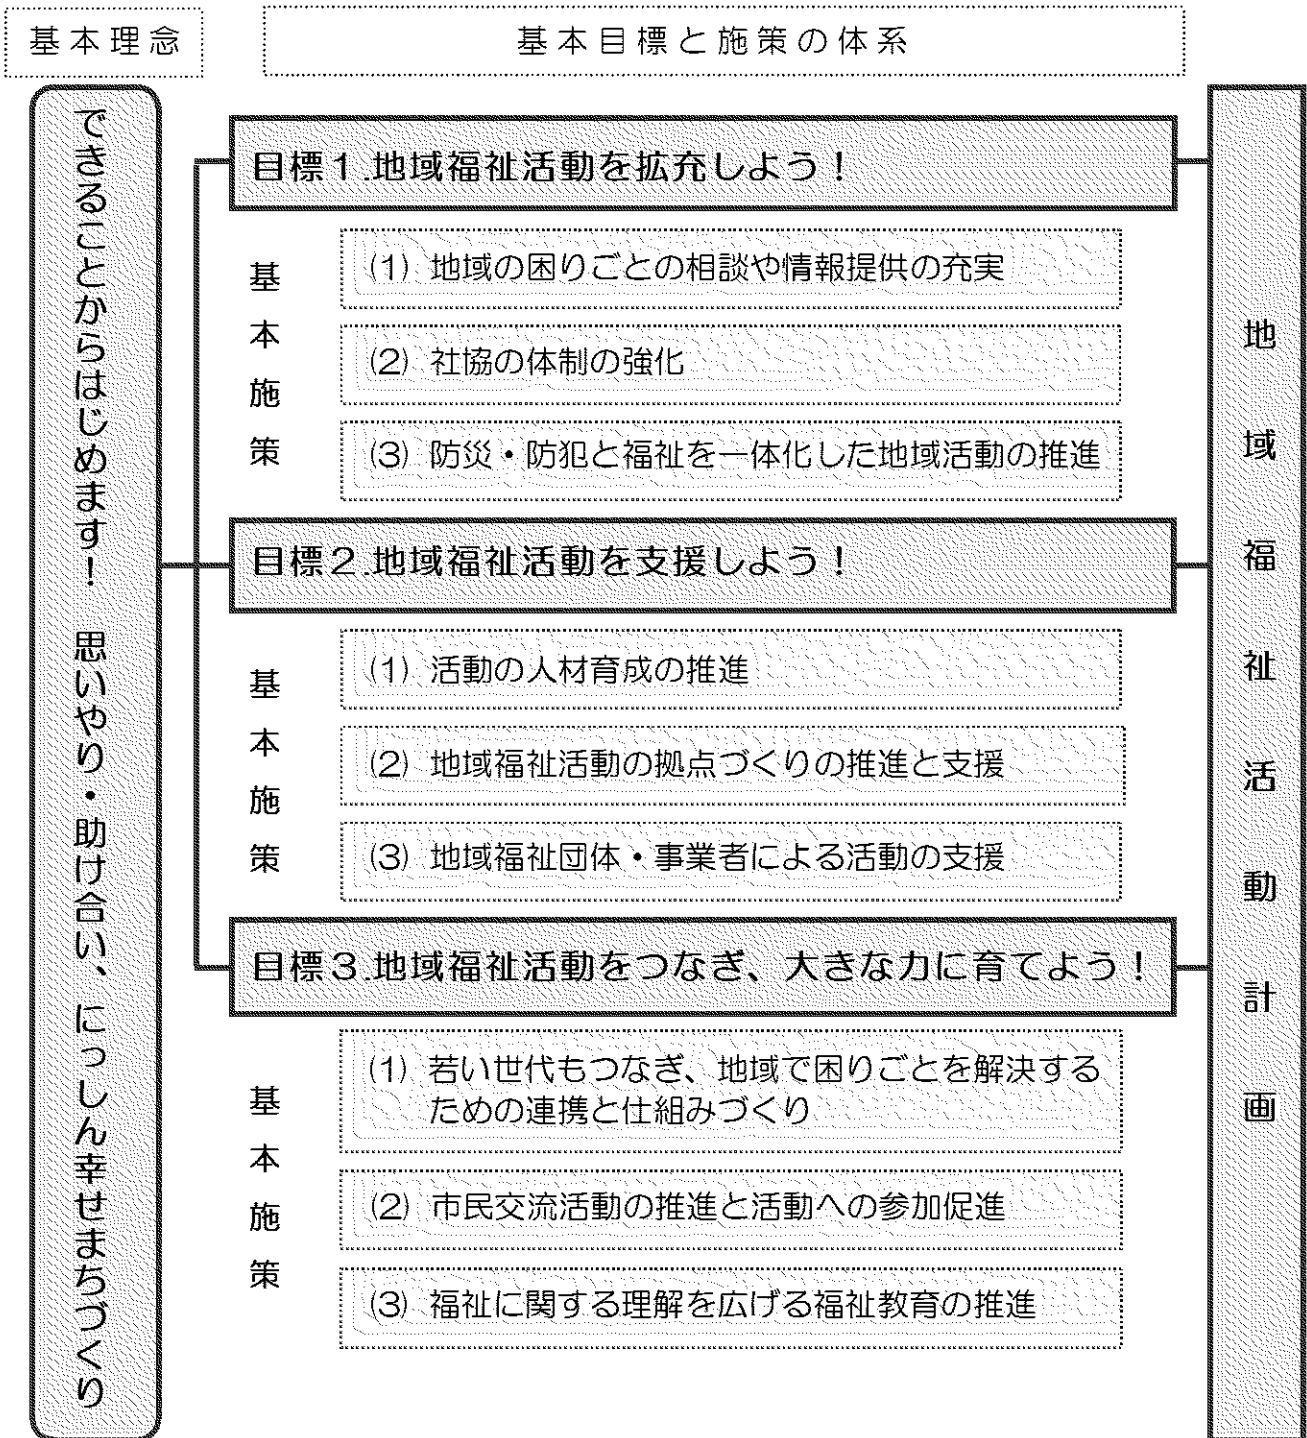 基本理念
基本目標と施策の体系
できることからはじめます！　思いやり・助け合い、にっしん幸せまちづくり
目標１.地域福祉活動を拡充しよう！
基本施策
(1) 地域の困りごとの相談や情報提供の充実
(2) 社協の体制の強化
(3) 防災・防犯と福祉を一体化した地域活動の推進
目標２.地域福祉活動を支援しよう！
基本施策
(1) 活動の人材育成の推進
(2) 地域福祉活動の拠点づくりの推進と支援
(3) 地域福祉団体・事業者による活動の支援
目標３.地域福祉活動をつなぎ、大きな力に育てよう！
基本施策
(1) 若い世代もつなぎ、地域で困りごとを解決する
ための連携と仕組みづくり
(2) 市民交流活動の推進と活動への参加促進
(3) 福祉に関する理解を広げる福祉教育の推進
地域福祉活動計画